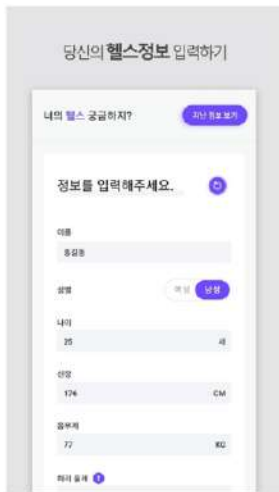 당신의 헬스정보 입력하기
너의 헬스 궁금하지?
지난 정보 보기
정보를 입력해주세요.
이름
홍길동
성별
여성 남성
나이
25 세
신장
174 CM
몸무게
77 KG
허리 둘레